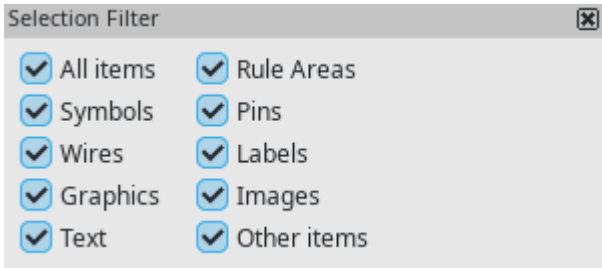 Selection Filter
All items
Rule Areas
Symbols
Pins
Wires
Labels
Graphics
Images
Text
Other items